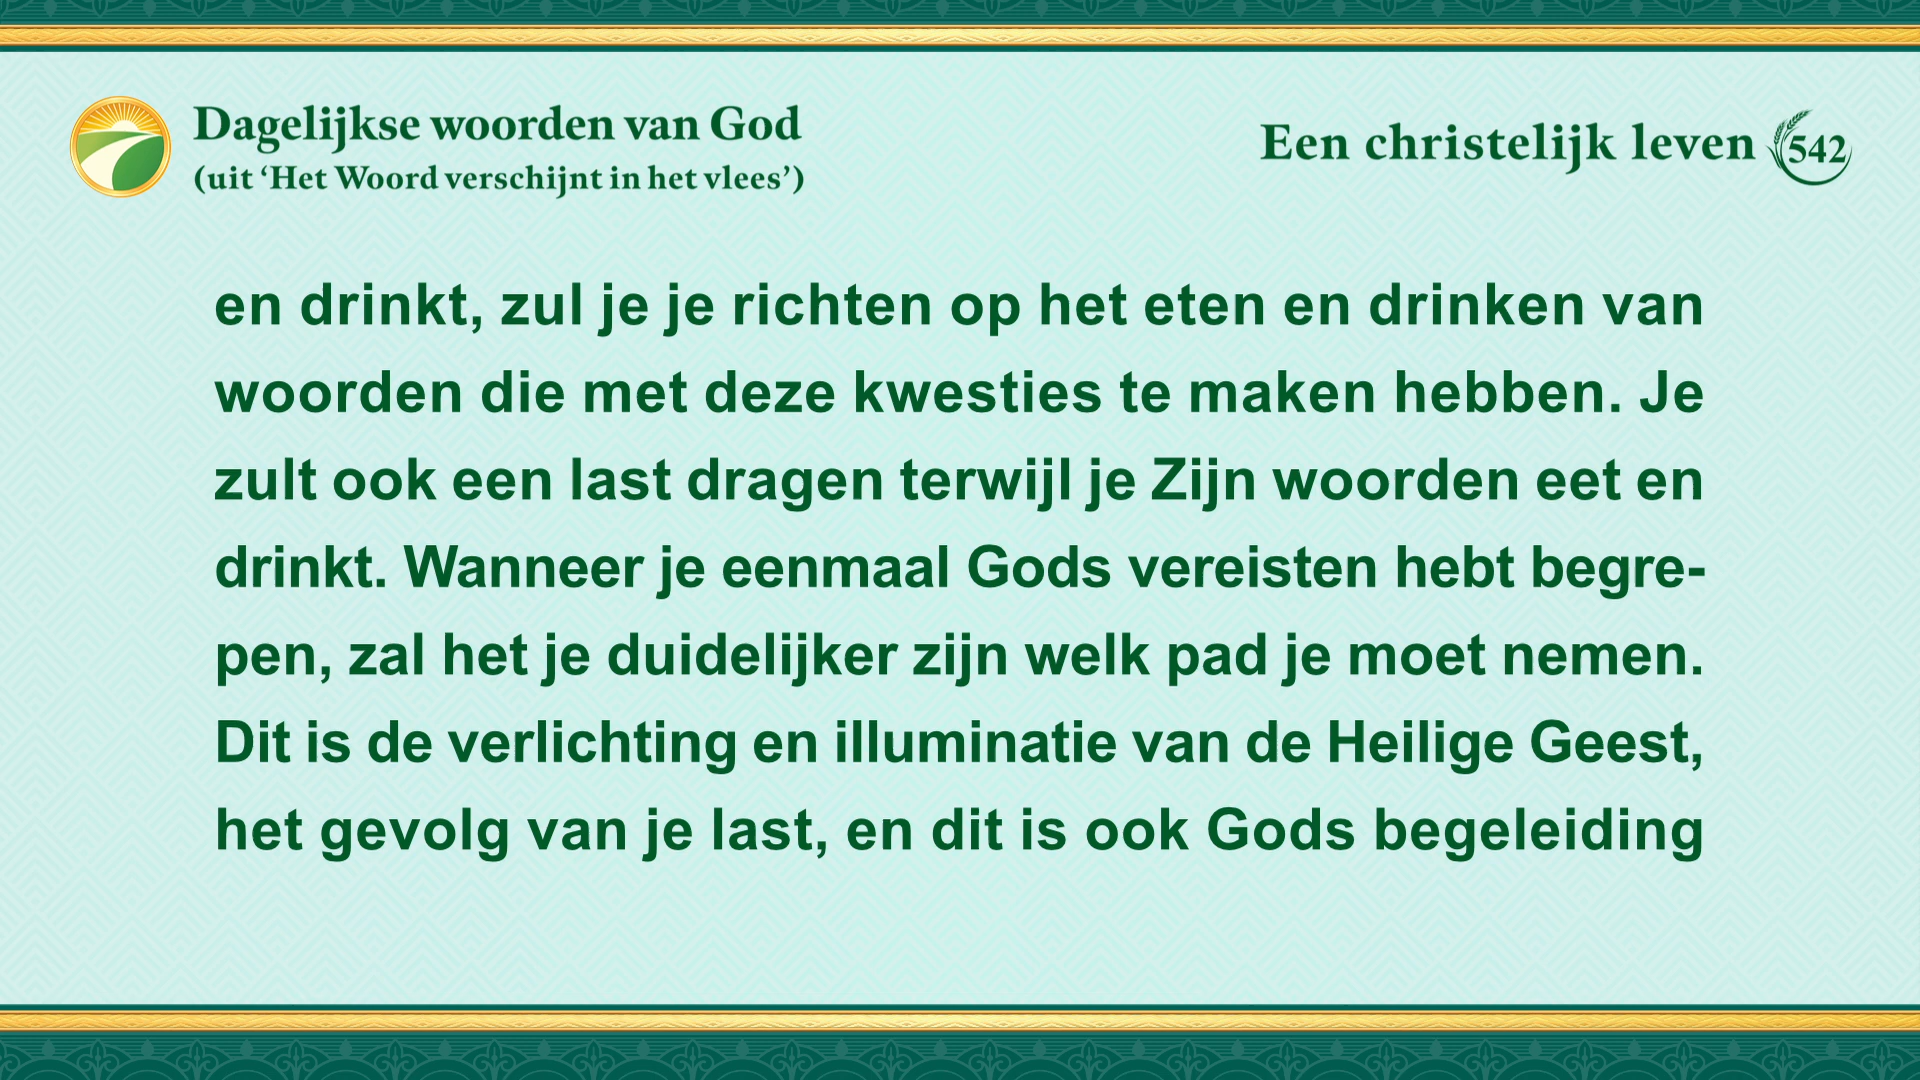 Dagelijkse woorden van God
(uit ‘Het Woord verschijnt in het vlees’)
Een christelijk leven 542
en drinkt, zul je je richten op het eten en drinken van
woorden die met deze kwesties te maken hebben. Je
zult ook een last dragen terwijl je Zijn woorden eet en
drinkt. Wanneer je eenmaal Gods vereisten hebt begre-
pen, zal het je duidelijker zijn welk pad je moet nemen.
Dit is de verlichting en illuminatie van de Heilige Geest,
het gevolg van je last, en dit is ook Gods begeleiding